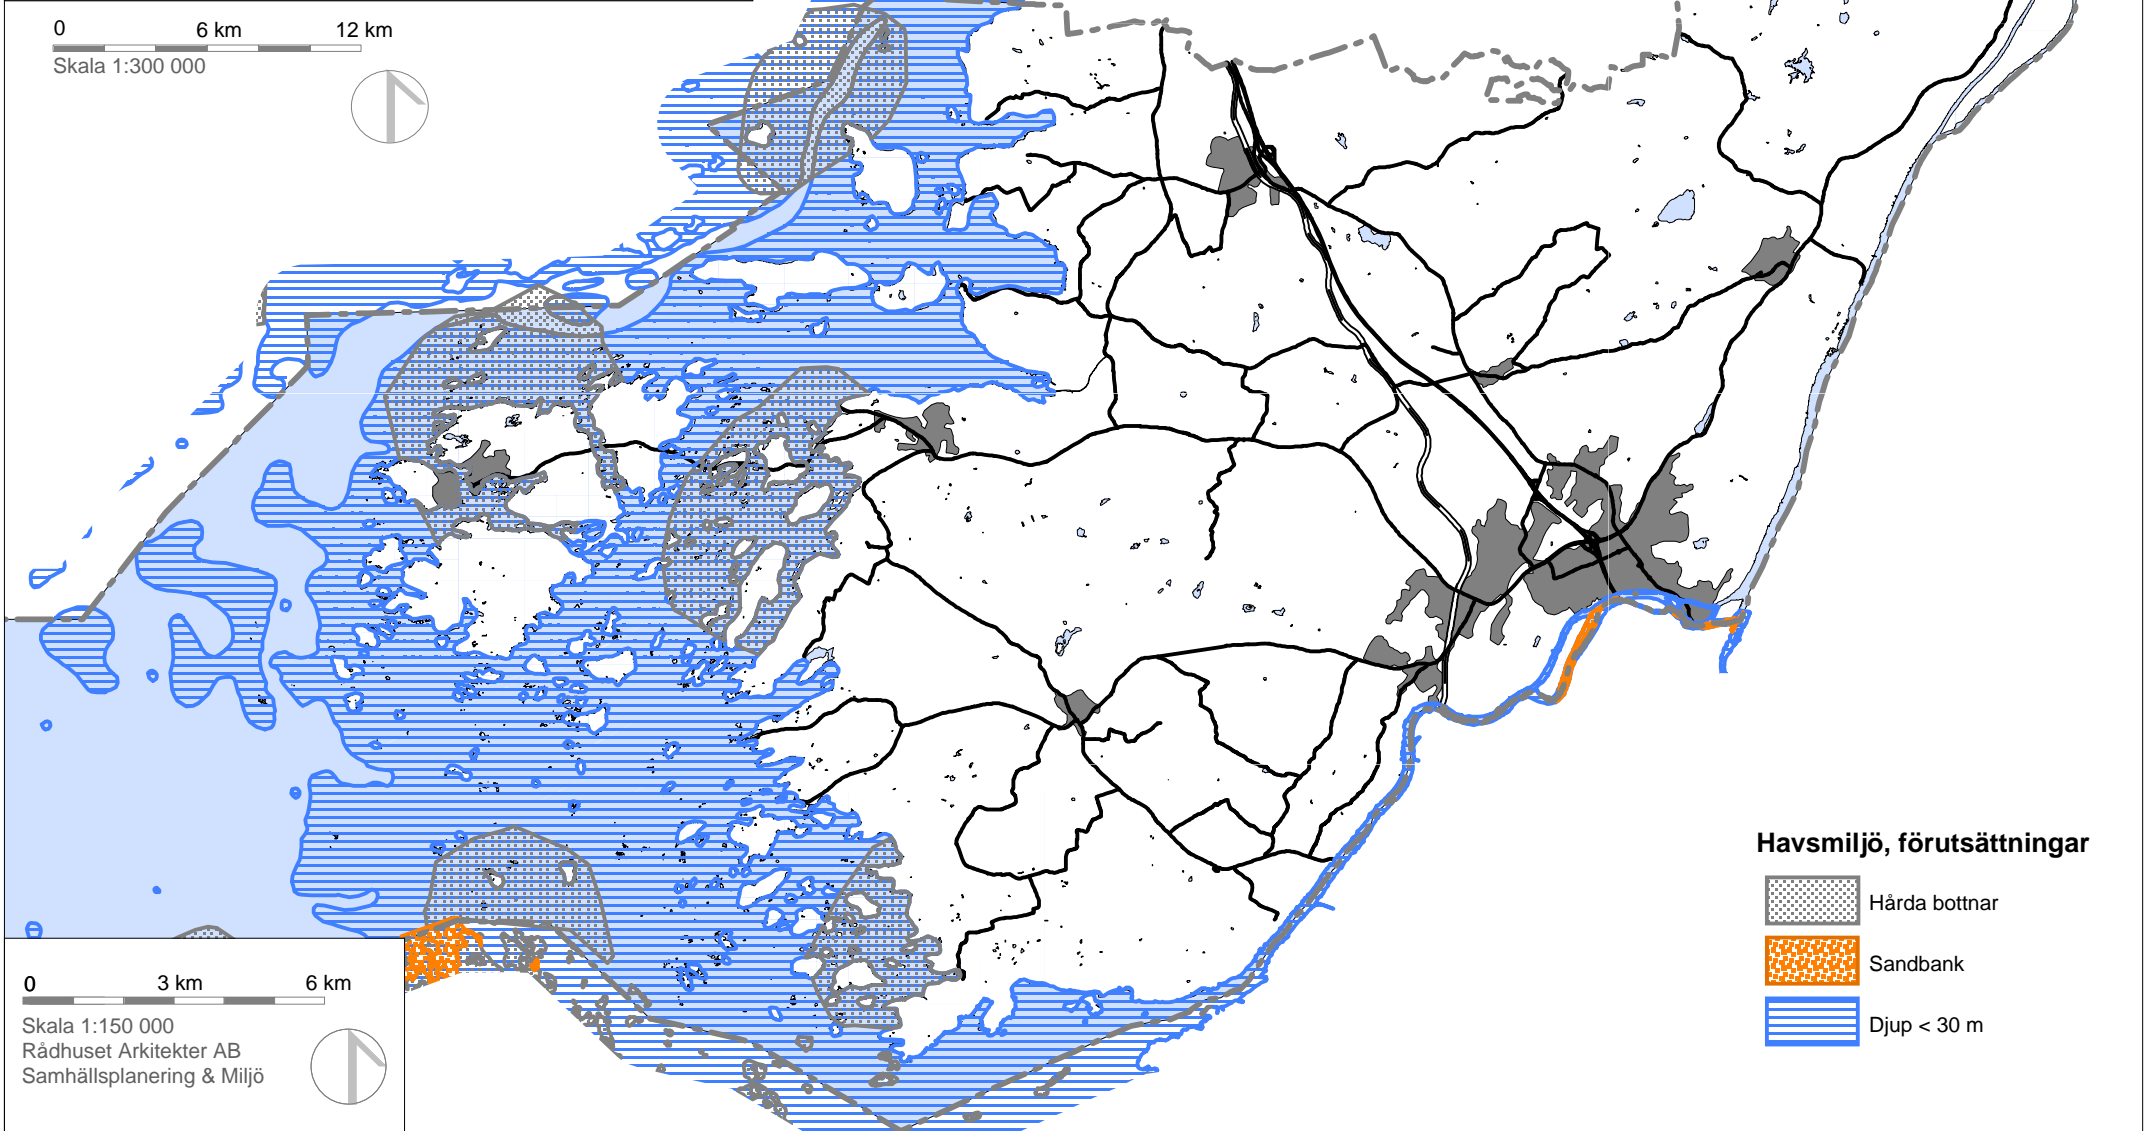 0 6 km 12 km
Skala 1:300 000
Havsmiljö, förutsättningar
Hårda bottnar
Sandbank
Djup < 30 m
0 3 km 6 km
Skala 1:150 000
Rådhuset Arkitekter AB
Samhällsplanering & Miljö